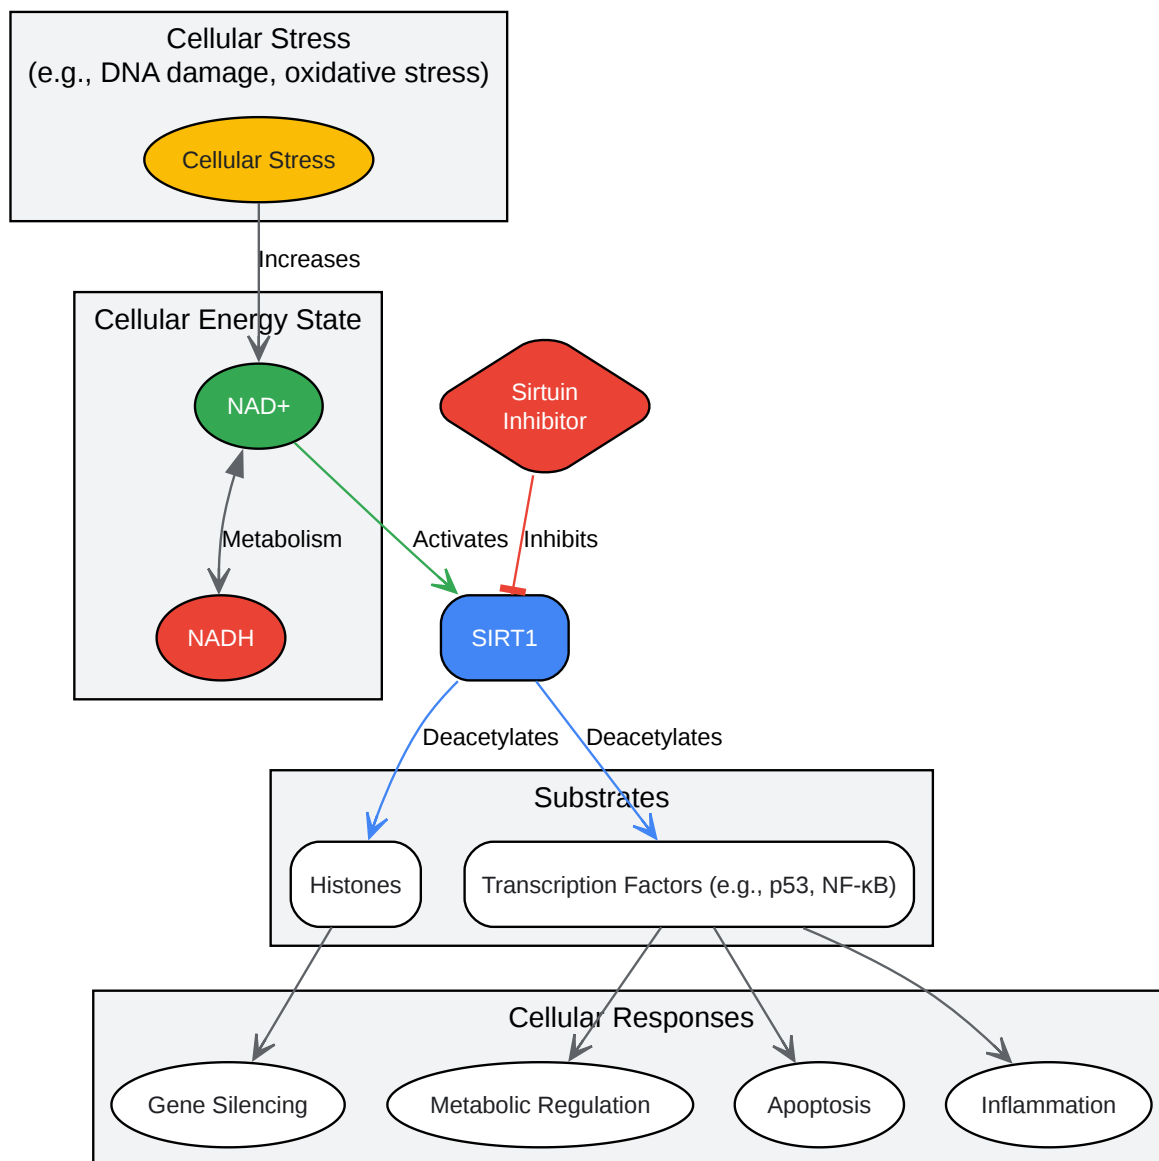 Cellular Stress
(e.g., DNA damage, oxidative stress)
Cellular Stress
Increases
Cellular Energy State
NAD+
Sirtuin
Inhibitor
Metabolism
Activates
Inhibits
NADH
SIRT1
Deacetylates
Deacetylates
Substrates
Histones
Transcription Factors (e.g., p53, NF-κB)
Cellular Responses
Gene Silencing
Metabolic Regulation
Apoptosis
Inflammation